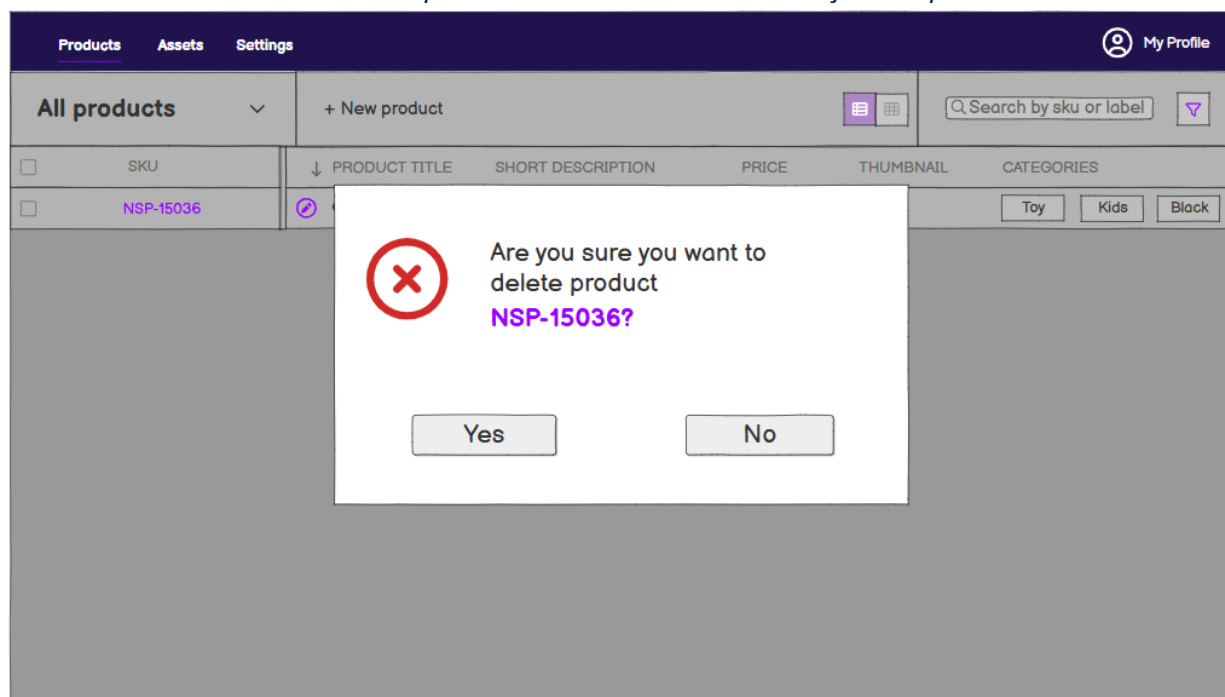 Products Assets Settings My Profile
All products + New product Search by sku or label
SKU PRODUCT TITLE SHORT DESCRIPTION PRICE THUMBNAIL CATEGORIES
NSP-15036 Toy Kids Black
Are you sure you want to
delete product
NSP-15036?
Yes No